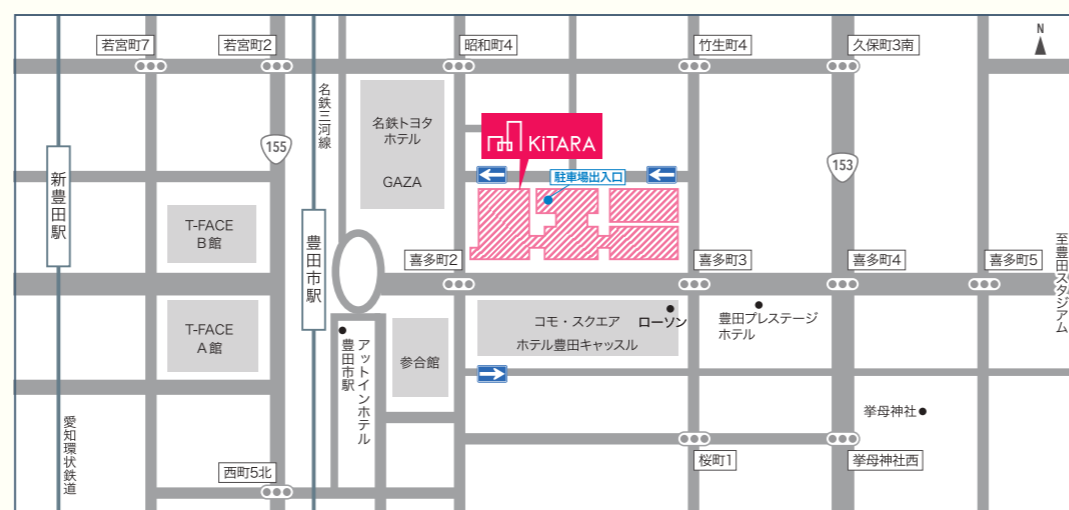 若宮町7
若宮町2
昭和町4
竹生町4
久保町3南
N
名鉄三河線
155
名鉄トヨタ
ホテル
GAZA
KiTARA
駐車場出入口
153
新豊田駅
T-FACE
B館
豊田市駅
喜多町2
喜多町3
喜多町4
喜多町5
至豊田スタジアム
T-FACE
A館
アットインホテル
豊田市駅
参合館
コモ・スクエア
ホテル豊田キャッスル
ローソン
豊田プレステージ
ホテル
挙母神社
愛知環状鉄道
西町5北
桜町1
挙母神社西